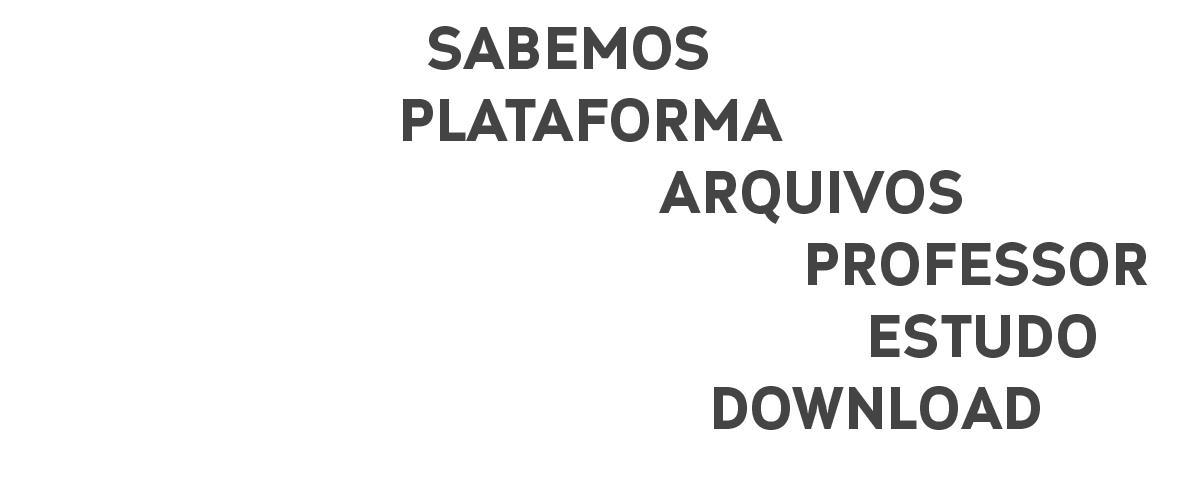 SABEMOS
PLATAFORMA
ARQUIVOS
PROFESSOR
ESTUDO
DOWNLOAD